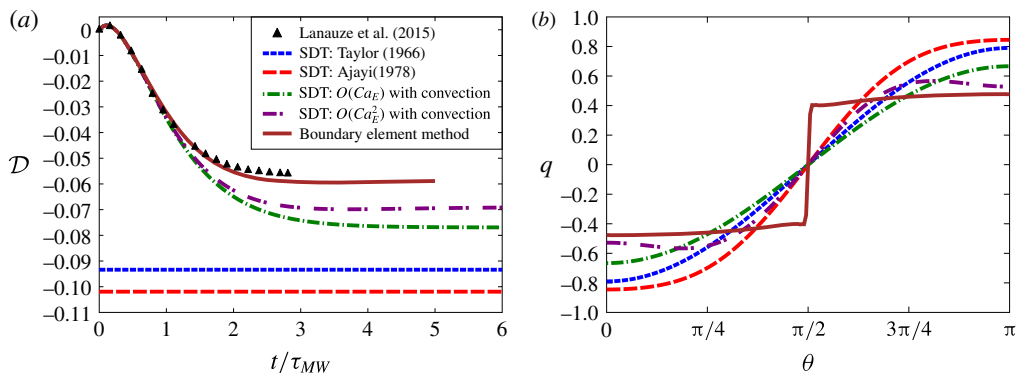 (a)
0
–0.01
–0.02
–0.03
–0.04
–0.05
–0.06
–0.07
–0.08
–0.09
–0.10
–0.11
𝒟
0 1 2 3 4 5 6
t/τ_MW
Lanauze et al. (2015)
SDT: Taylor (1966)
SDT: Ajayi(1978)
SDT: O(Ca_E) with convection
SDT: O(Ca_E^2) with convection
Boundary element method
(b)
1.0
0.8
0.6
0.4
0.2
0
–0.2
–0.4
–0.6
–0.8
–1.0
q
0 π/4 π/2 3π/4 π
θ